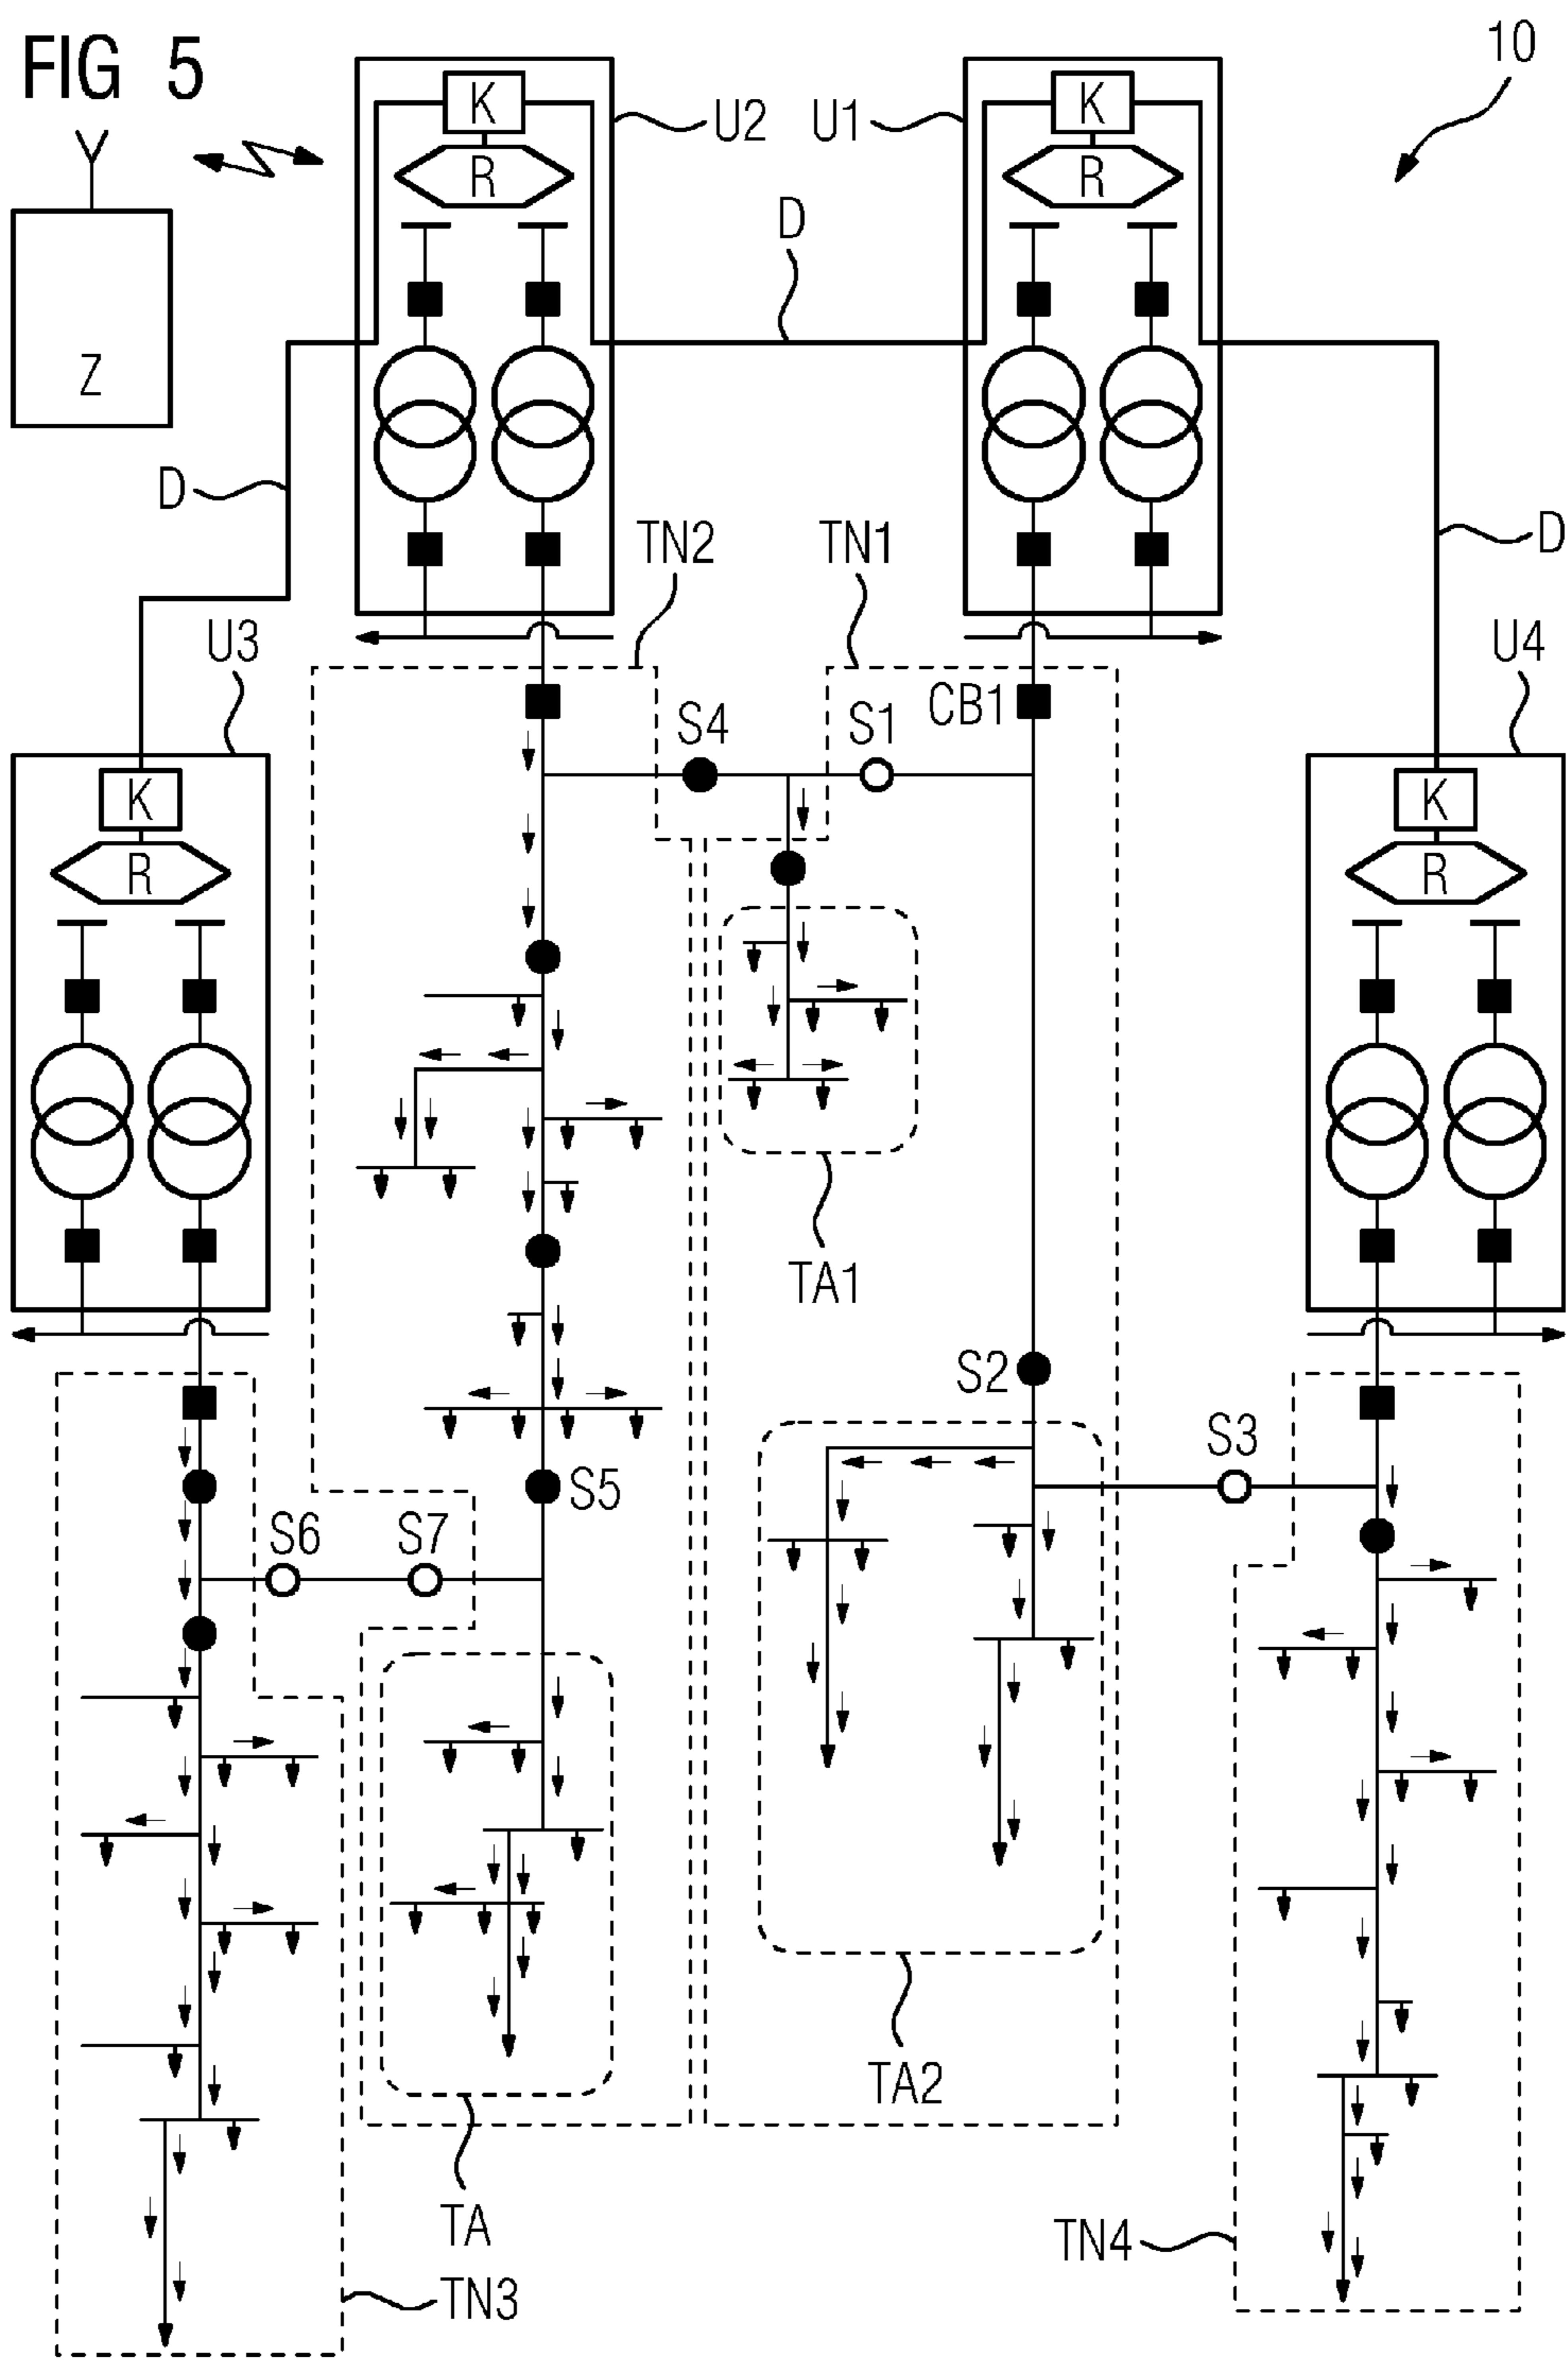 FIG 5
10
K
U2
U1
K
R
R
D
Z
D
D
TN2
TN1
U3
U4
S4
S1
CB1
K
K
R
R
TA1
S2
S3
S5
S6
S7
TA2
TA
TN4
TN3